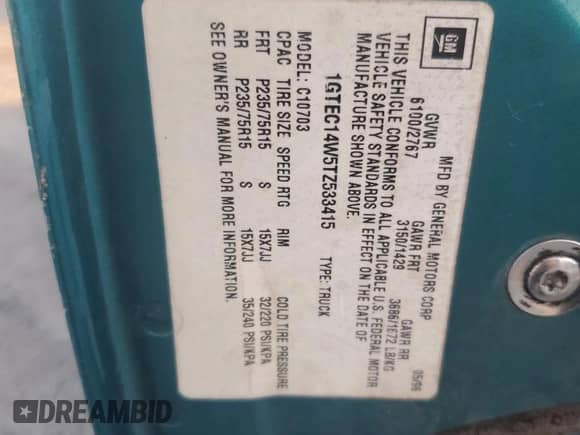 GM
MFD BY GENERAL MOTORS CORP 05/96
GVWR GAWR FRT GAWR RR
6100/2767 3150/1429 3686/1672 LB/KG
THIS VEHICLE CONFORMS TO ALL APPLICABLE U.S. FEDERAL MOTOR
VEHICLE SAFETY STANDARDS IN EFFECT ON THE DATE OF
MANUFACTURE SHOWN ABOVE.
1GTEC14W5TZ533415 TYPE: TRUCK
MODEL: C10703
CPAC TIRE SIZE SPEED RTG RIM COLD TIRE PRESSURE
FRT P235/75R15 S 15X7JJ 32/220 PSI/KPA
RR P235/75R15 S 15X7JJ 35/240 PSI/KPA
SEE OWNER'S MANUAL FOR MORE INFORMATION.
DREAMBID